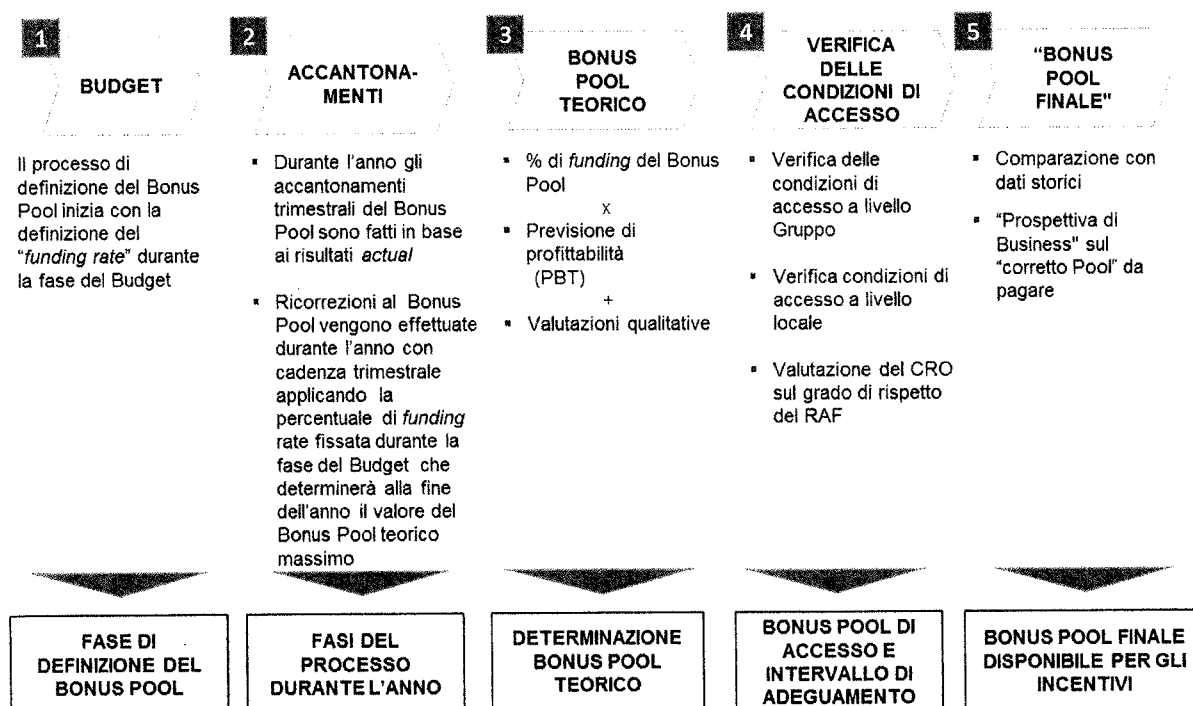 1
BUDGET
Il processo di
definizione del Bonus
Pool inizia con la
definizione del
"funding rate" durante
la fase del Budget
FASE DI
DEFINIZIONE DEL
BONUS POOL
2
ACCANTONA-
MENTI
▪ Durante l'anno gli
accantonamenti
trimestrali del Bonus
Pool sono fatti in base
ai risultati actual
▪ Ricorrezioni al Bonus
Pool vengono effettuate
durante l'anno con
cadenza trimestrale
applicando la
percentuale di funding
rate fissata durante la
fase del Budget che
determinerà alla fine
dell'anno il valore del
Bonus Pool teorico
massimo
FASI DEL
PROCESSO
DURANTE L'ANNO
3
BONUS
POOL
TEORICO
▪ % di funding del Bonus
Pool
x
▪ Previsione di
profittabilità
(PBT)
+
▪ Valutazioni qualitative
DETERMINAZIONE
BONUS POOL
TEORICO
4
VERIFICA
DELLE
CONDIZIONI DI
ACCESSO
▪ Verifica delle
condizioni di
accesso a livello
Gruppo
▪ Verifica condizioni di
accesso a livello
locale
▪ Valutazione del CRO
sul grado di rispetto
del RAF
BONUS POOL DI
ACCESSO E
INTERVALLO DI
ADEGUAMENTO
5
"BONUS
POOL
FINALE"
▪ Comparazione con
dati storici
▪ "Prospettiva di
Business" sul
"corretto Pool" da
pagare
BONUS POOL FINALE
DISPONIBILE PER GLI
INCENTIVI